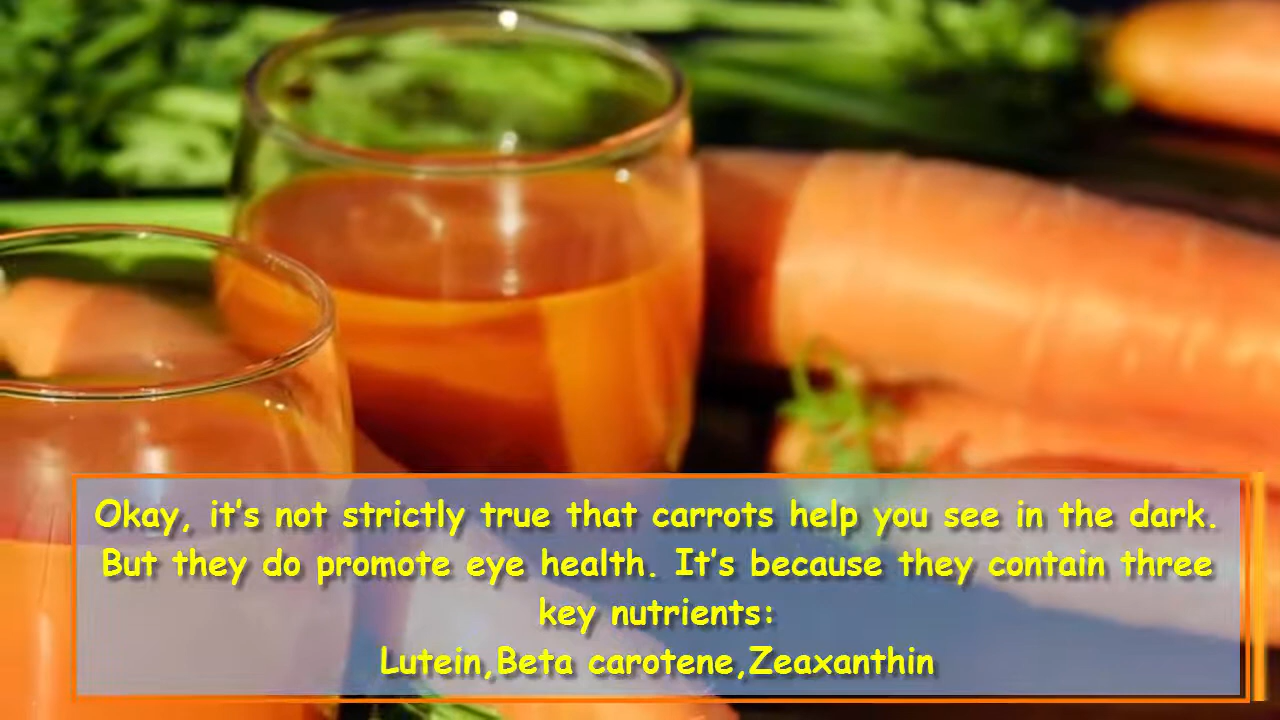 Okay, it's not strictly true that carrots help you see in the dark.
But they do promote eye health. It's because they contain three
key nutrients:
Lutein,Beta carotene,Zeaxanthin